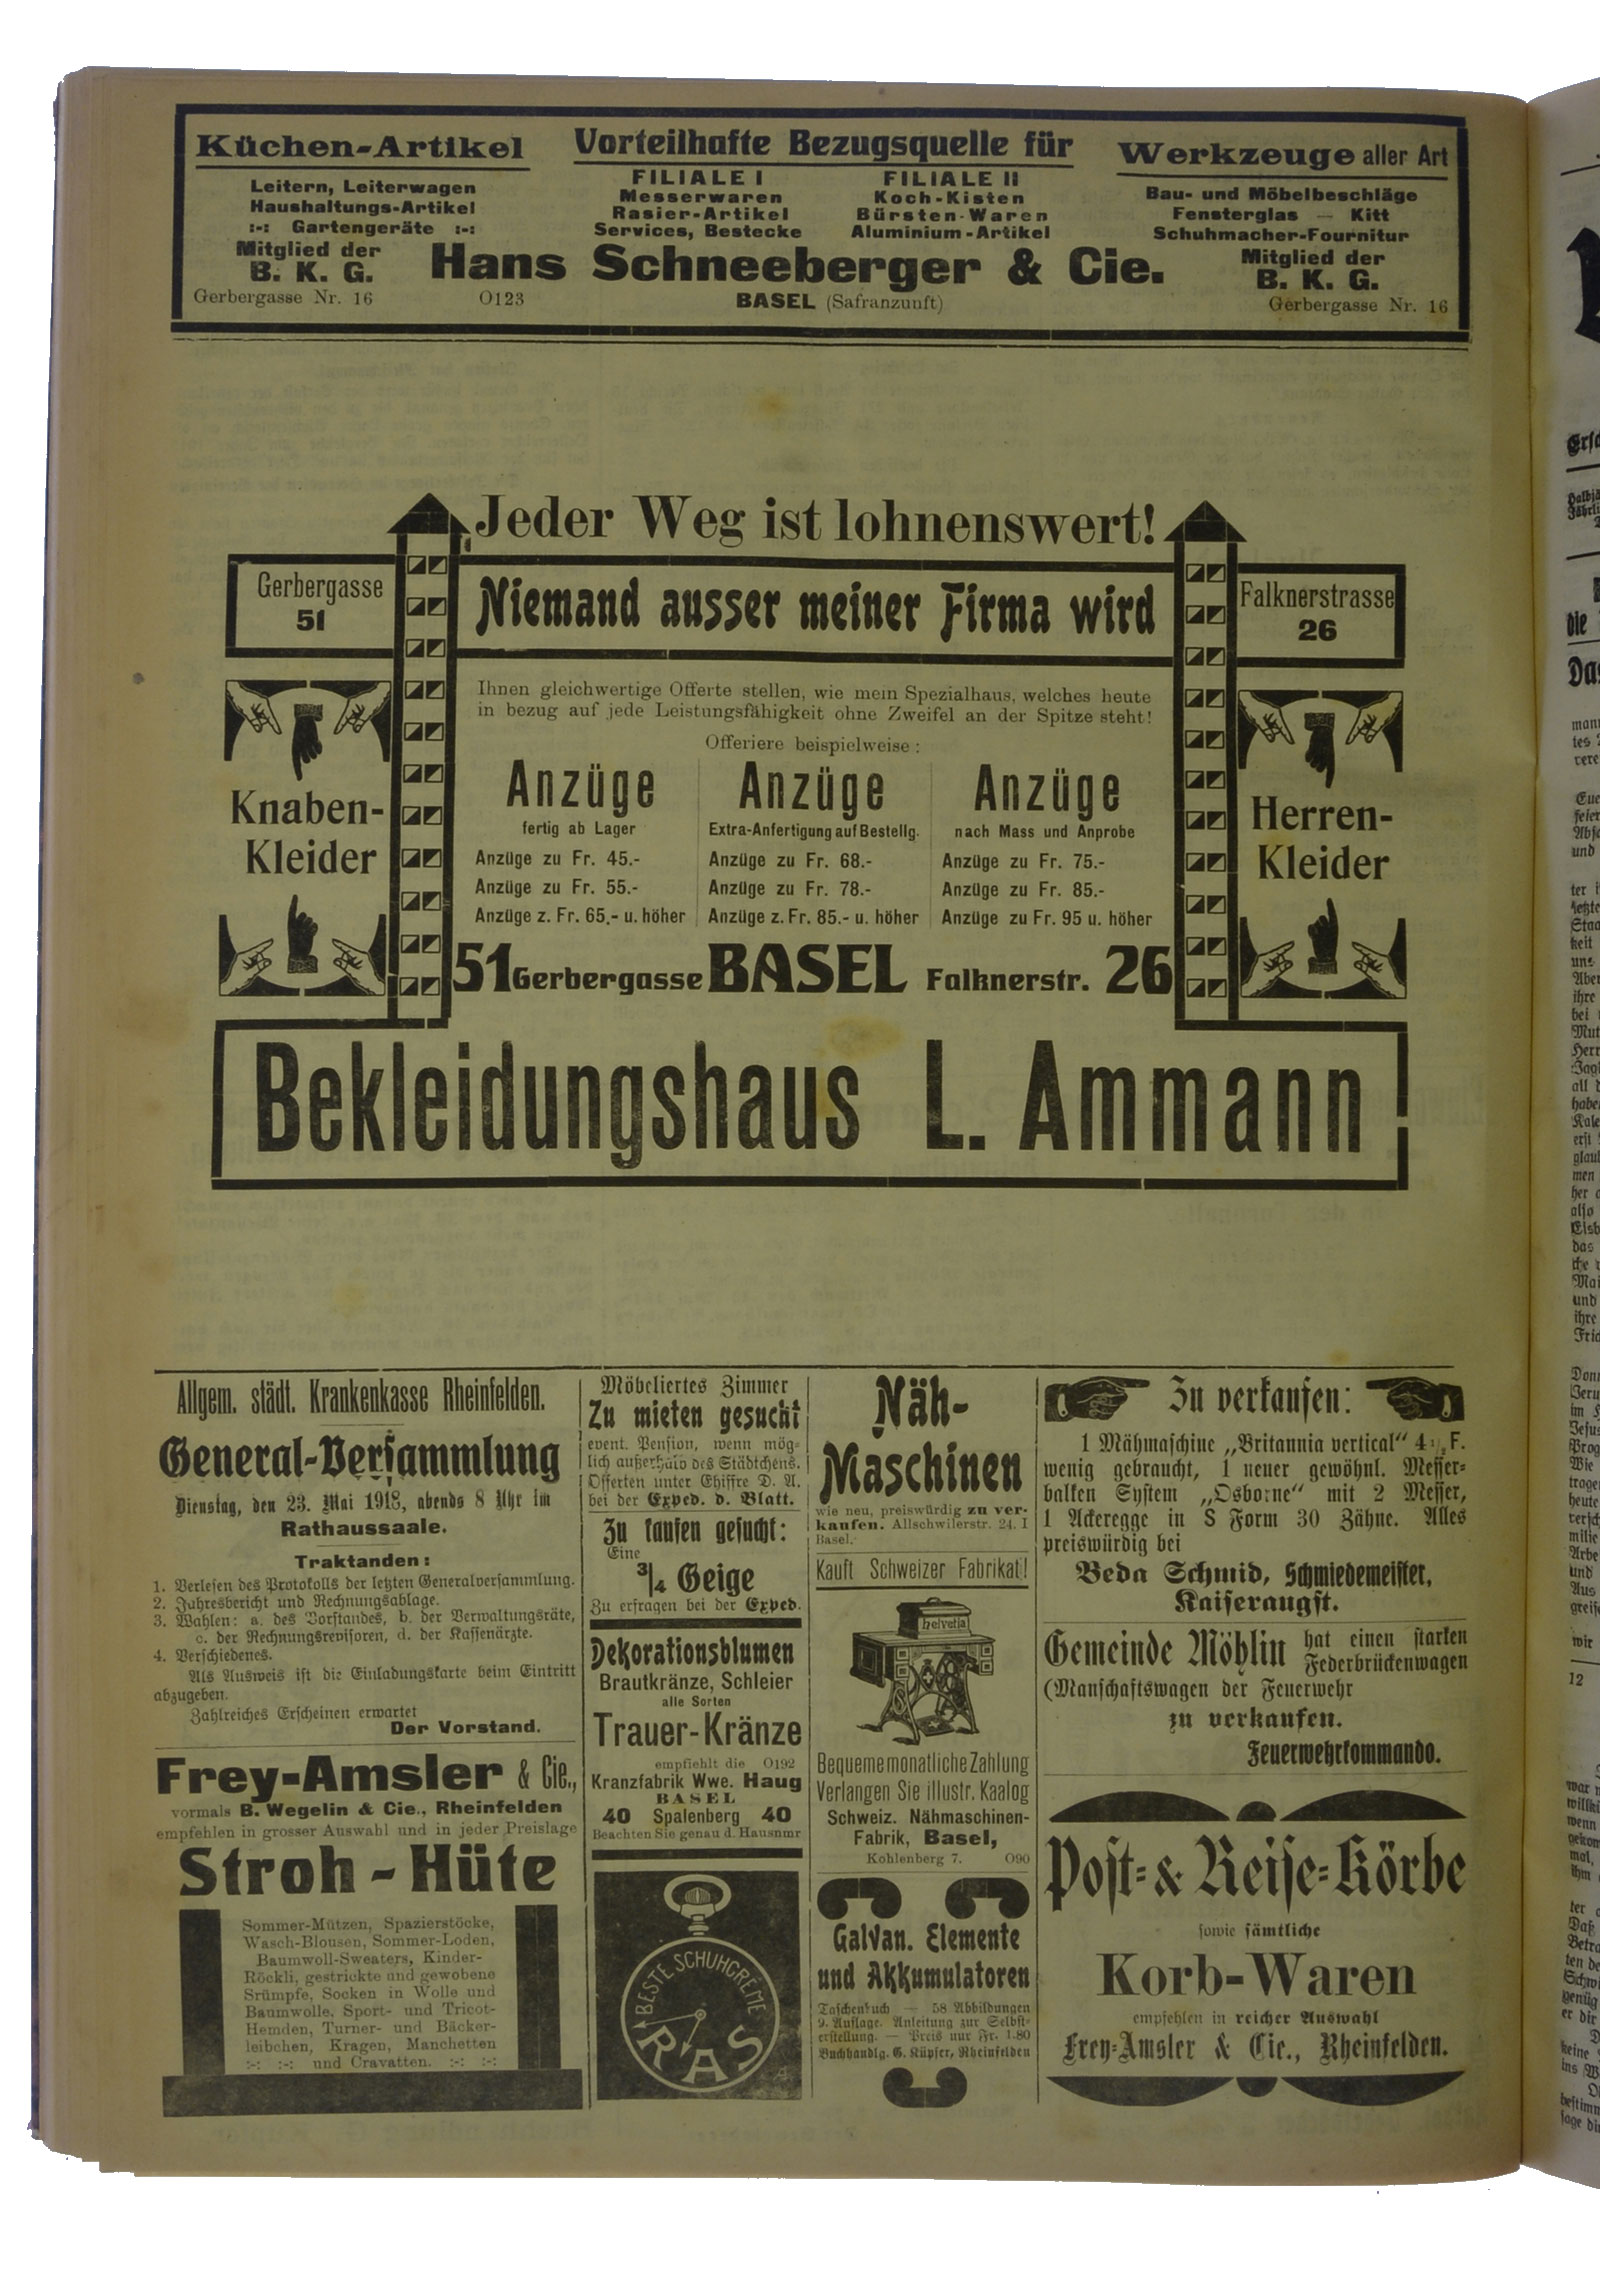 Küchen-Artikel
Leitern, Leiterwagen
Haushaltungs-Artikel
:-: Gartengeräte :-:
Mitglied der
B. K. G.
Gerbergasse Nr. 16
Vorteilhafte Bezugsquelle für
FILIALE I
Messerwaren
Rasier-Artikel
Services, Bestecke
FILIALE II
Koch-Kisten
Bürsten-Waren
Aluminium-Artikel
Werkzeuge aller Art
Bau- und Möbelbeschläge
Fensterglas — Kitt
Schuhmacher-Fournitur
Mitglied der
B. K. G.
Gerbergasse Nr. 16
Hans Schneeberger & Cie.
O123
BASEL (Safranzunft)
Jeder Weg ist lohnenswert!
Gerbergasse
51
Niemand ausser meiner Firma wird
Falknerstrasse
26
Ihnen gleichwertige Offerte stellen, wie mein Spezialhaus, welches heute
in bezug auf jede Leistungsfähigkeit ohne Zweifel an der Spitze steht!
Offeriere beispielweise:
Knaben-
Kleider
Anzüge
fertig ab Lager
Anzüge zu Fr. 45.-
Anzüge zu Fr. 55.-
Anzüge z. Fr. 65.- u. höher
Anzüge
Extra-Anfertigung auf Bestellg.
Anzüge zu Fr. 68.-
Anzüge zu Fr. 78.-
Anzüge z. Fr. 85.- u. höher
Anzüge
nach Mass und Anprobe
Anzüge zu Fr. 75.-
Anzüge zu Fr. 85.-
Anzüge zu Fr. 95 u. höher
Herren-
Kleider
51 Gerbergasse BASEL Falknerstr. 26
Bekleidungshaus L. Ammann
Allgem. städt. Krankenkasse Rheinfelden.
General-Versammlung
Dienstag, den 23. Mai 1918, abends 8 Uhr im
Rathaussaale.
Traktanden:
1. Verlesen des Protokolls der letzten Generalversammlung.
2. Jahresbericht und Rechnungsablage.
3. Wahlen: a. des Vorstandes, b. der Verwaltungsräte,
c. der Rechnungsrevisoren, d. der Kassenärzte.
4. Verschiedenes.
Als Ausweis ist die Einladungskarte beim Eintritt
abzugeben.
Zahlreiches Erscheinen erwartet
Der Vorstand.
Frey-Amsler & Cie.,
vormals B. Wegelin & Cie., Rheinfelden
empfehlen in grosser Auswahl und in jeder Preislage
Stroh-Hüte
Sommer-Mützen, Spazierstöcke,
Wasch-Blousen, Sommer-Loden,
Baumwoll-Sweaters, Kinder-
Röckli, gestrickte und gewobene
Srümpfe, Socken in Wolle und
Baumwolle, Sport- und Tricot-
Hemden, Turner- und Bäcker-
leibchen, Kragen, Manchetten
:-: :-: und Cravatten. :-: :-:
Möbeliertes Zimmer
Zu mieten gesucht
event. Pension, wenn mög-
lich außerhalb des Städtchens.
Offerten unter Chiffre D. A.
bei der Exped. d. Blatt.
Zu kaufen gesucht:
Eine
3/4 Geige
Zu erfragen bei der Exped.
Dekorationsblumen
Brautkränze, Schleier
alle Sorten
Trauer-Kränze
empfiehlt die O192
Kranzfabrik Wwe. Haug
BASEL
40 Spalenberg 40
Beachten Sie genau d. Hausnmr
BESTE SCHUHCRÈME
RAS
Näh-
Maschinen
wie neu, preiswürdig zu ver-
kaufen. Allschwilerstr. 24. I
Basel.
Kauft Schweizer Fabrikat!
helvetia
Bequeme monatliche Zahlung
Verlangen Sie illustr. Kaalog
Schweiz. Nähmaschinen-
Fabrik, Basel,
Kohlenberg 7. O90
Galvan. Elemente
und Akkumulatoren
Taschenbuch — 58 Abbildungen
9. Auflage. Anleitung zur Selbst-
erstellung. — Preis nur Fr. 1.80
Buchhandlg. G. Küpfer, Rheinfelden
Zu verkaufen:
1 Mähmaschine „Britannia vertical“ 4 1/2 F.
wenig gebraucht, 1 neuer gewöhnl. Messer-
balken System „Osborne“ mit 2 Messer,
1 Ackeregge in S Form 30 Zähne. Alles
preiswürdig bei
Beda Schmid, Schmiedemeister,
Kaiseraugst.
Gemeinde Möhlin hat einen starken
Federbrückenwagen
(Manschaftswagen der Feuerwehr
zu verkaufen.
Feuerwehrkommando.
Post- & Reise-Körbe
sowie sämtliche
Korb-Waren
empfehlen in reicher Auswahl
Frey-Amsler & Cie., Rheinfelden.